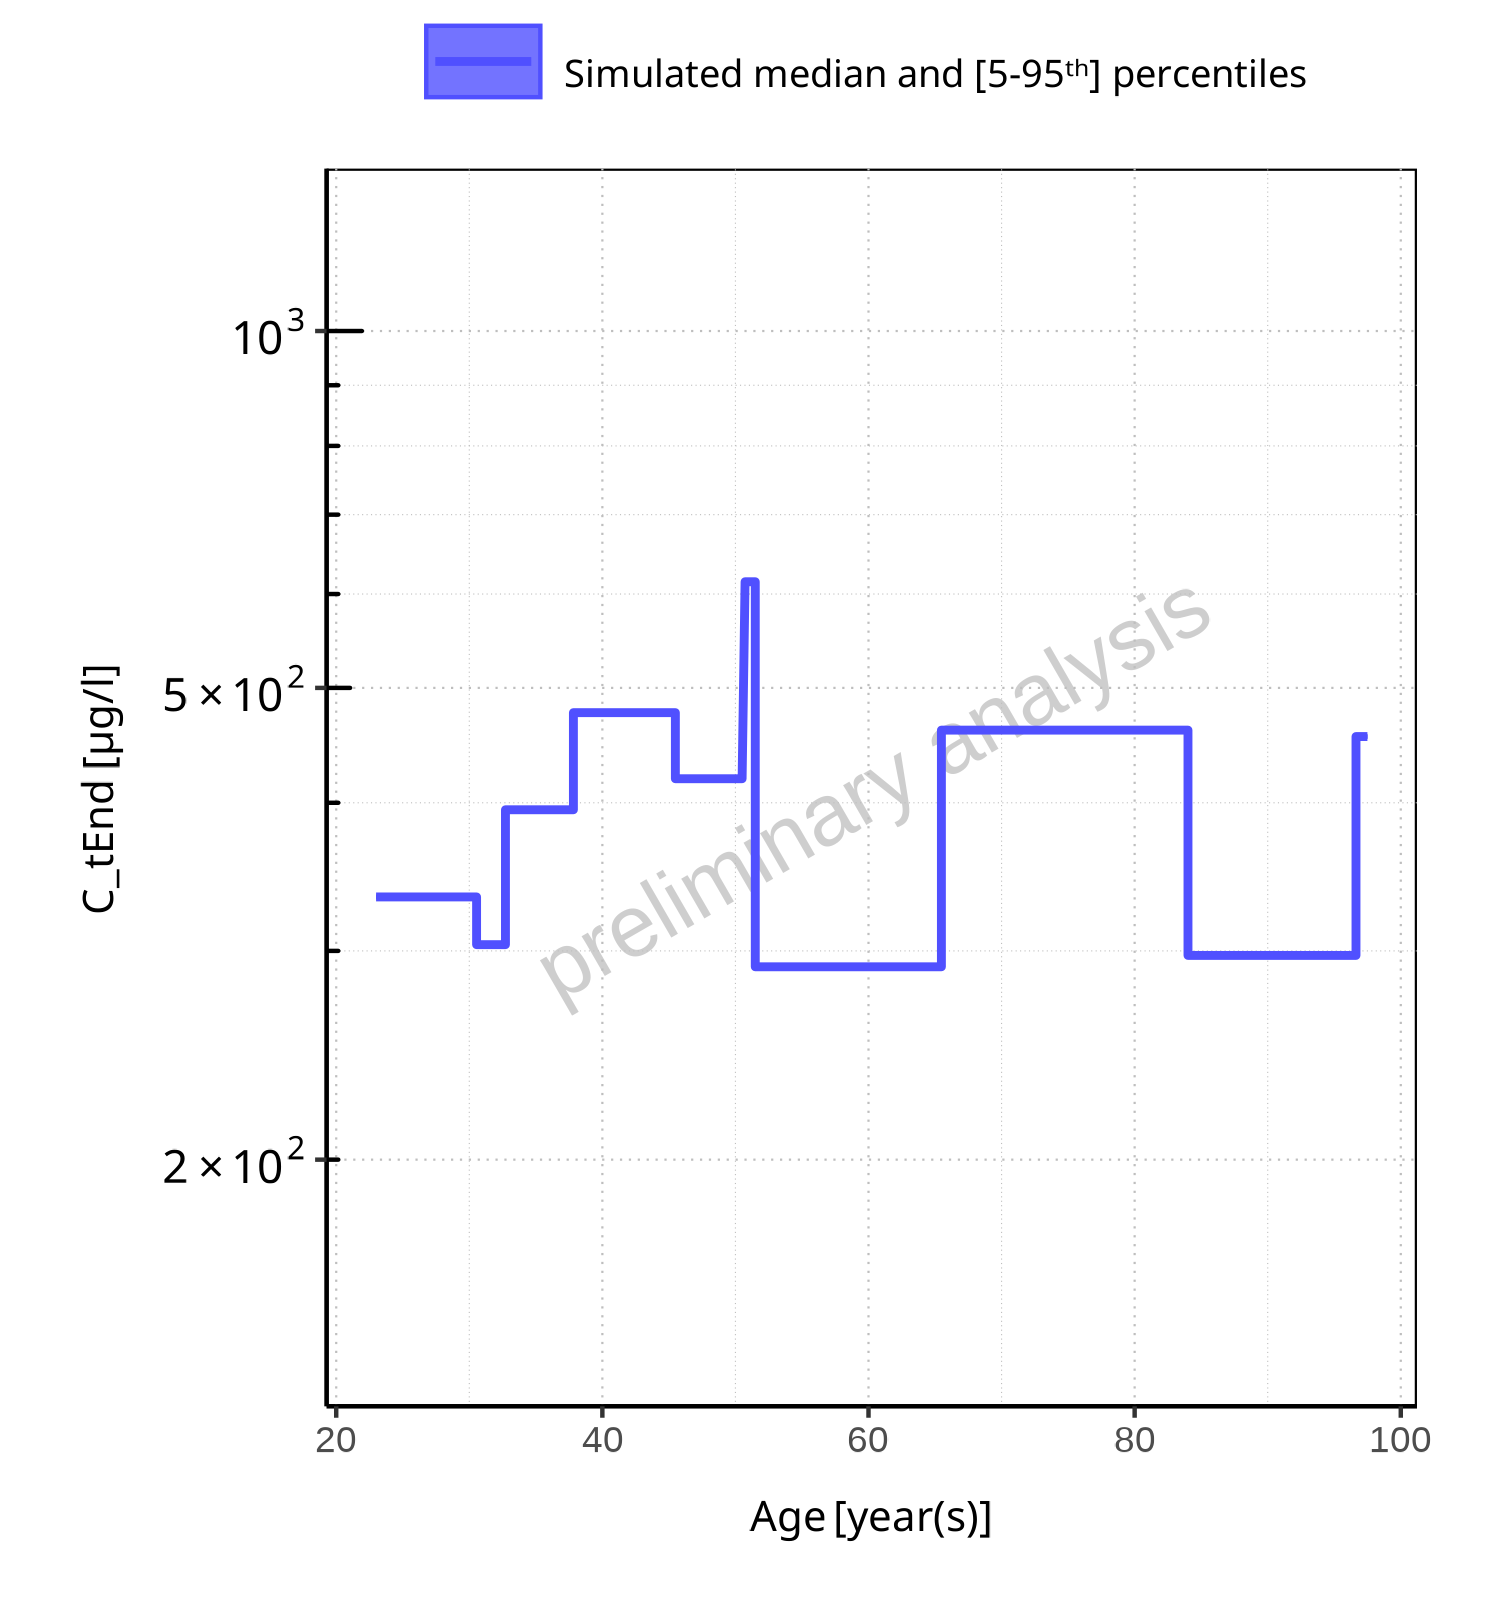 Simulated median and [5-95ᵗʰ] percentiles
10³
5 × 10²
2 × 10²
C_tEnd [µg/l]
preliminary analysis
20 40 60 80 100
Age [year(s)]